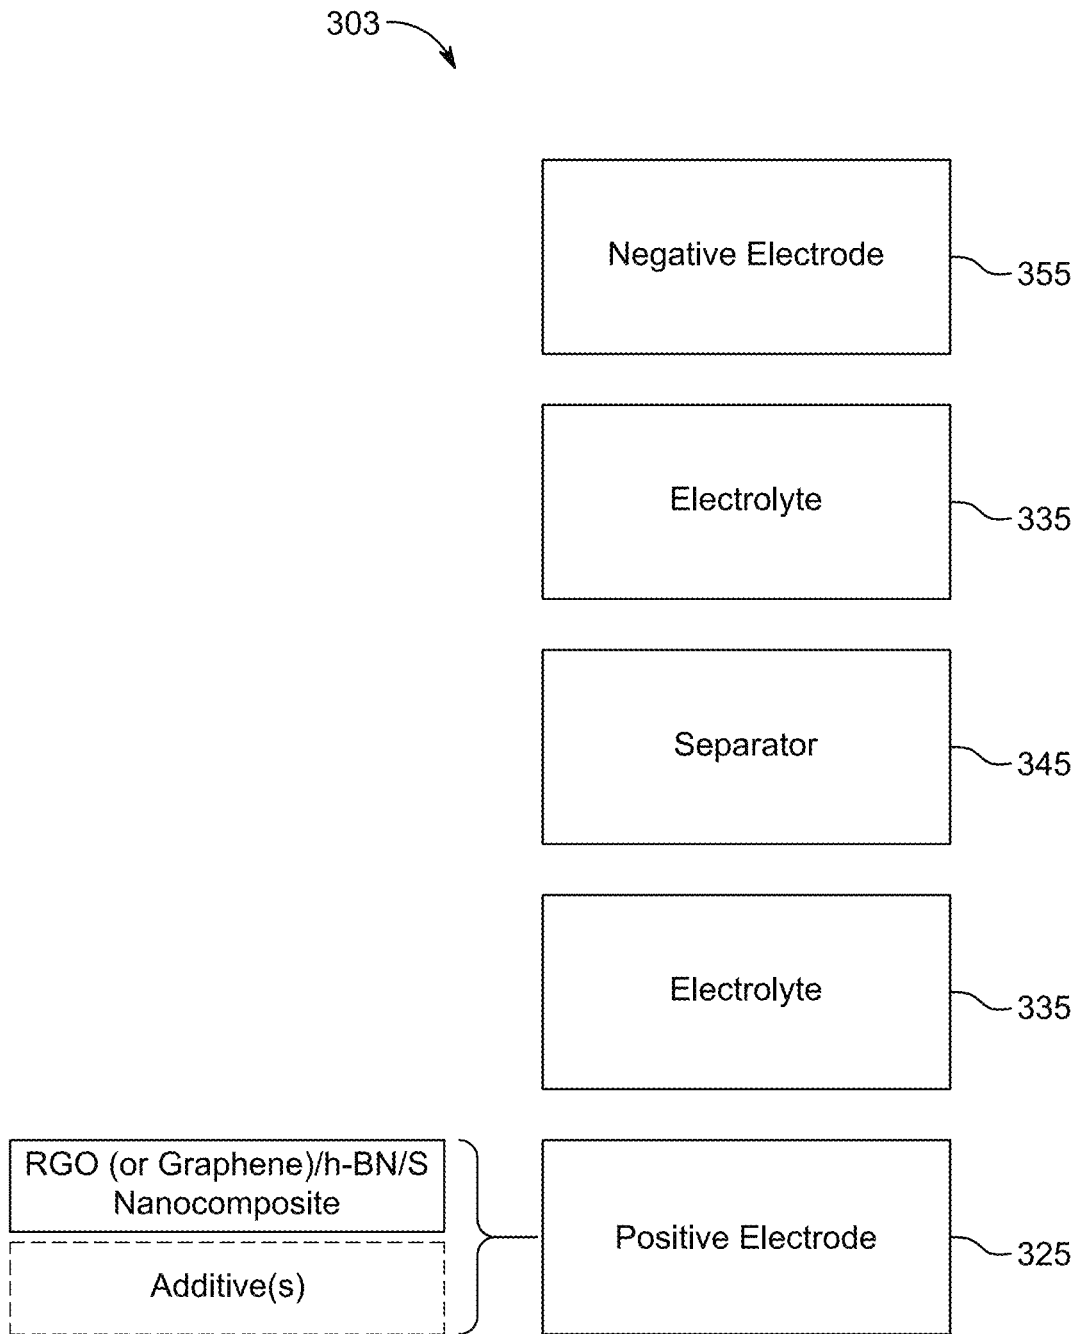 303
Negative Electrode
355
Electrolyte
335
Separator
345
Electrolyte
335
RGO (or Graphene)/h-BN/S
Nanocomposite
Additive(s)
Positive Electrode
325